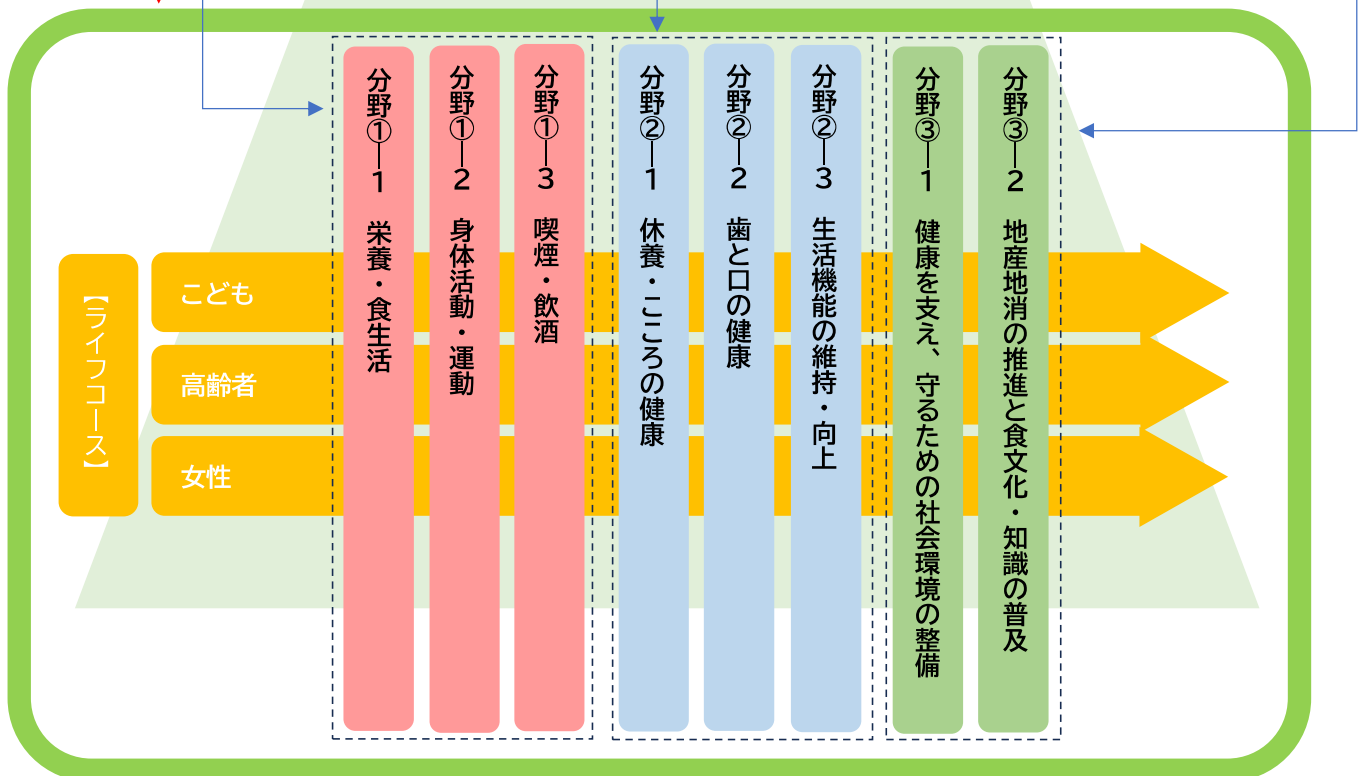 分野①―1　栄養・食生活
分野①―2　身体活動・運動
分野①―3　喫煙・飲酒
分野②―1　休養・こころの健康
分野②―2　歯と口の健康
分野②―3　生活機能の維持・向上
分野③―1　健康を支え、守るための社会環境の整備
分野③―2　地産地消の推進と食文化・知識の普及
【ライフコース】
こども
高齢者
女性